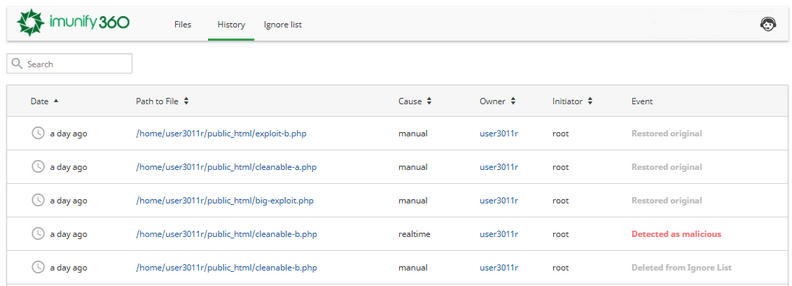 imunify360 Files History Ignore list
Search
Date Path to File Cause Owner Initiator Event
a day ago /home/user3011r/public_html/exploit-b.php manual user3011r root Restored original
a day ago /home/user3011r/public_html/cleanable-a.php manual user3011r root Restored original
a day ago /home/user3011r/public_html/big-exploit.php manual user3011r root Restored original
a day ago /home/user3011r/public_html/cleanable-b.php realtime user3011r root Detected as malicious
a day ago /home/user3011r/public_html/cleanable-b.php manual user3011r root Deleted from Ignore List